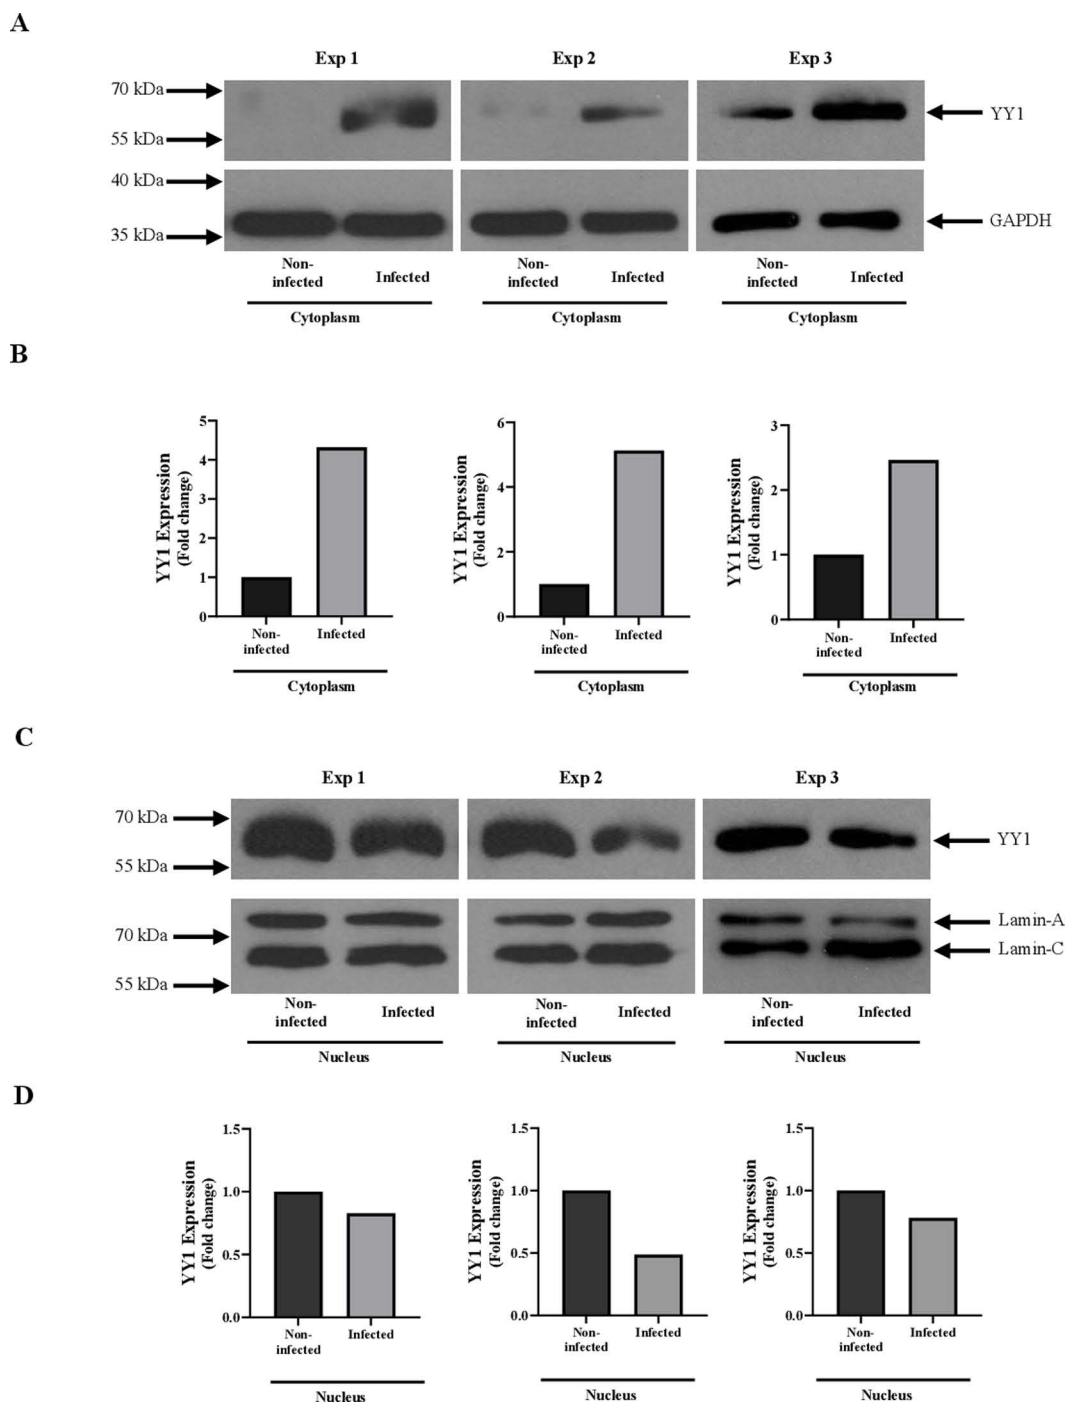 A
Exp 1
Exp 2
Exp 3
70 kDa
YY1
55 kDa
40 kDa
GAPDH
35 kDa
Non-
infected
Infected
Non-
infected
Infected
Non-
infected
Infected
Cytoplasm
Cytoplasm
Cytoplasm
B
YY1 Expression
(Fold change)
5
4
3
2
1
0
Non-
infected
Infected
Cytoplasm
YY1 Expression
(Fold change)
6
4
2
0
Non-
infected
Infected
Cytoplasm
YY1 Expression
(Fold change)
3
2
1
0
Non-
infected
Infected
Cytoplasm
C
Exp 1
Exp 2
Exp 3
70 kDa
YY1
55 kDa
Lamin-A
70 kDa
Lamin-C
55 kDa
Non-
infected
Infected
Non-
infected
Infected
Non-
infected
Infected
Nucleus
Nucleus
Nucleus
D
YY1 Expression
(Fold change)
1.5
1.0
0.5
0.0
Non-
infected
Infected
Nucleus
YY1 Expression
(Fold change)
1.5
1.0
0.5
0.0
Non-
infected
Infected
Nucleus
YY1 Expression
(Fold change)
1.5
1.0
0.5
0.0
Non-
infected
Infected
Nucleus